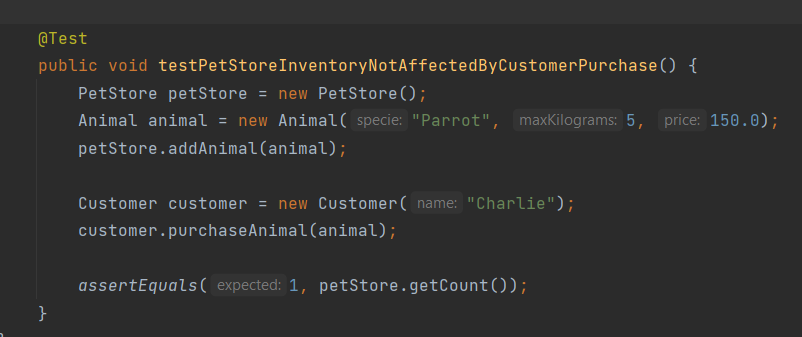 @Test
public void testPetStoreInventoryNotAffectedByCustomerPurchase() {
PetStore petStore = new PetStore();
Animal animal = new Animal( specie: "Parrot", maxKilograms: 5, price: 150.0);
petStore.addAnimal(animal);
Customer customer = new Customer( name: "Charlie");
customer.purchaseAnimal(animal);
assertEquals( expected: 1, petStore.getCount());
}